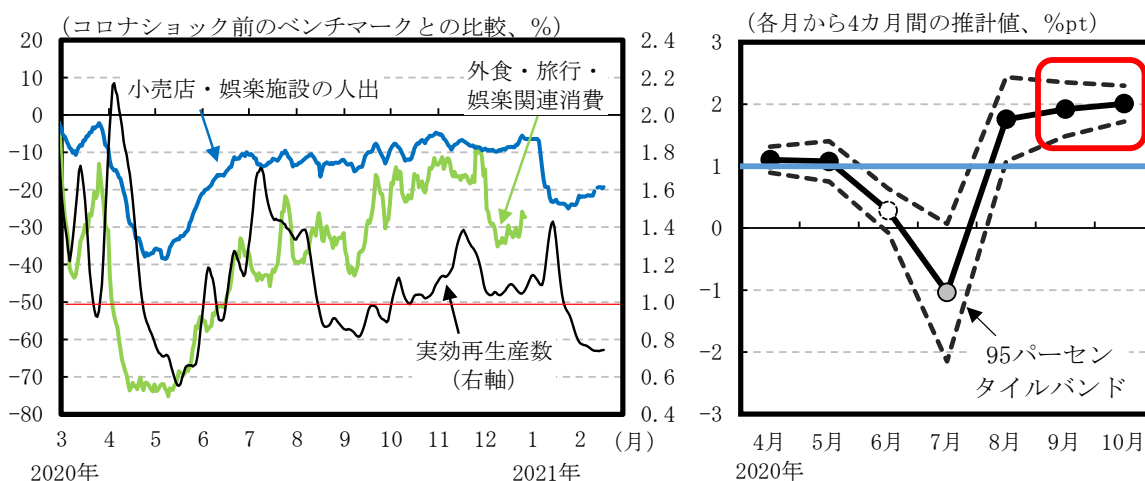 （コロナショック前のベンチマークとの比較、%）
20
10
0
−10
−20
−30
−40
−50
−60
−70
−80
2.4
2.2
2.0
1.8
1.6
1.4
1.2
1.0
0.8
0.6
0.4
小売店・娯楽施設の人出
外食・旅行・
娯楽関連消費
実効再生産数
（右軸）
3 4 5 6 7 8 9 10 11 12 1 2 （月）
2020年 2021年
（各月から4カ月間の推計値、%pt）
3
2
1
0
−1
−2
−3
95パーセン
タイルバンド
4月 5月 6月 7月 8月 9月 10月
2020年